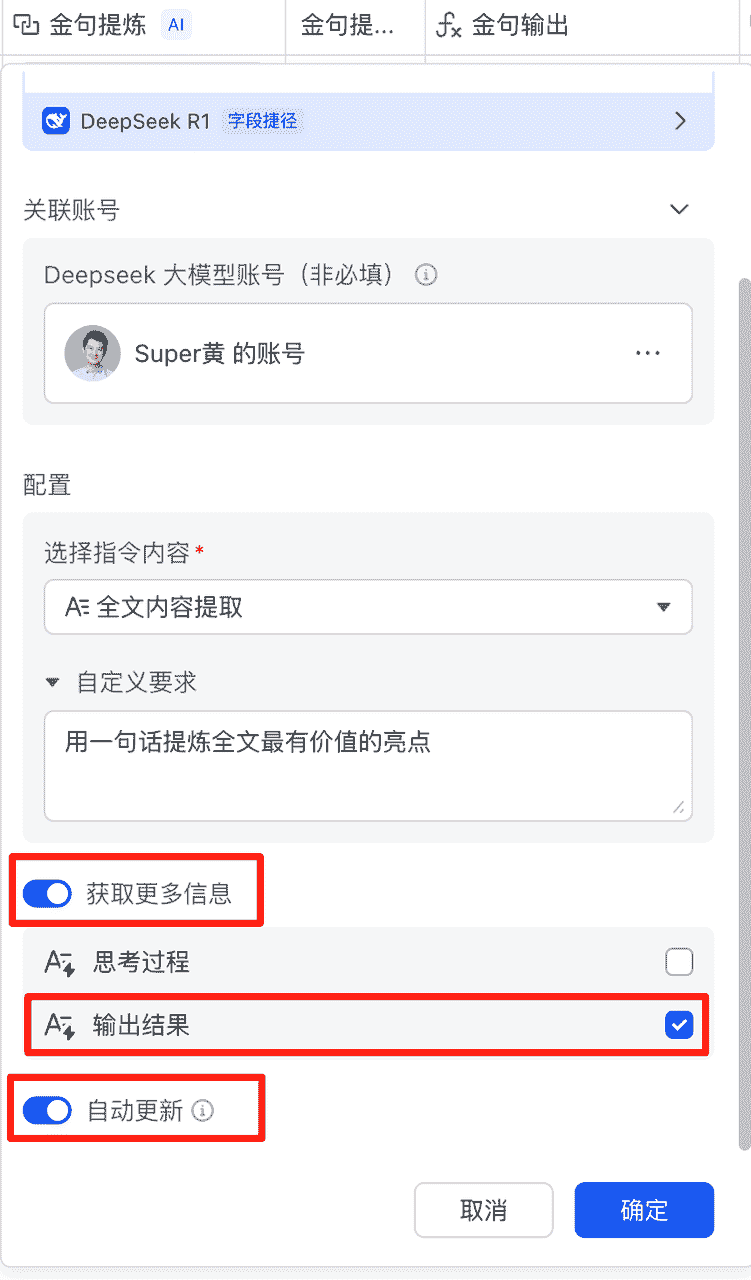 金句提炼 AI 金句提... fx 金句输出
DeepSeek R1 字段捷径
关联账号
Deepseek 大模型账号（非必填）
Super黄 的账号
配置
选择指令内容*
全文内容提取
自定义要求
用一句话提炼全文最有价值的亮点
获取更多信息
思考过程
输出结果
自动更新
取消 确定